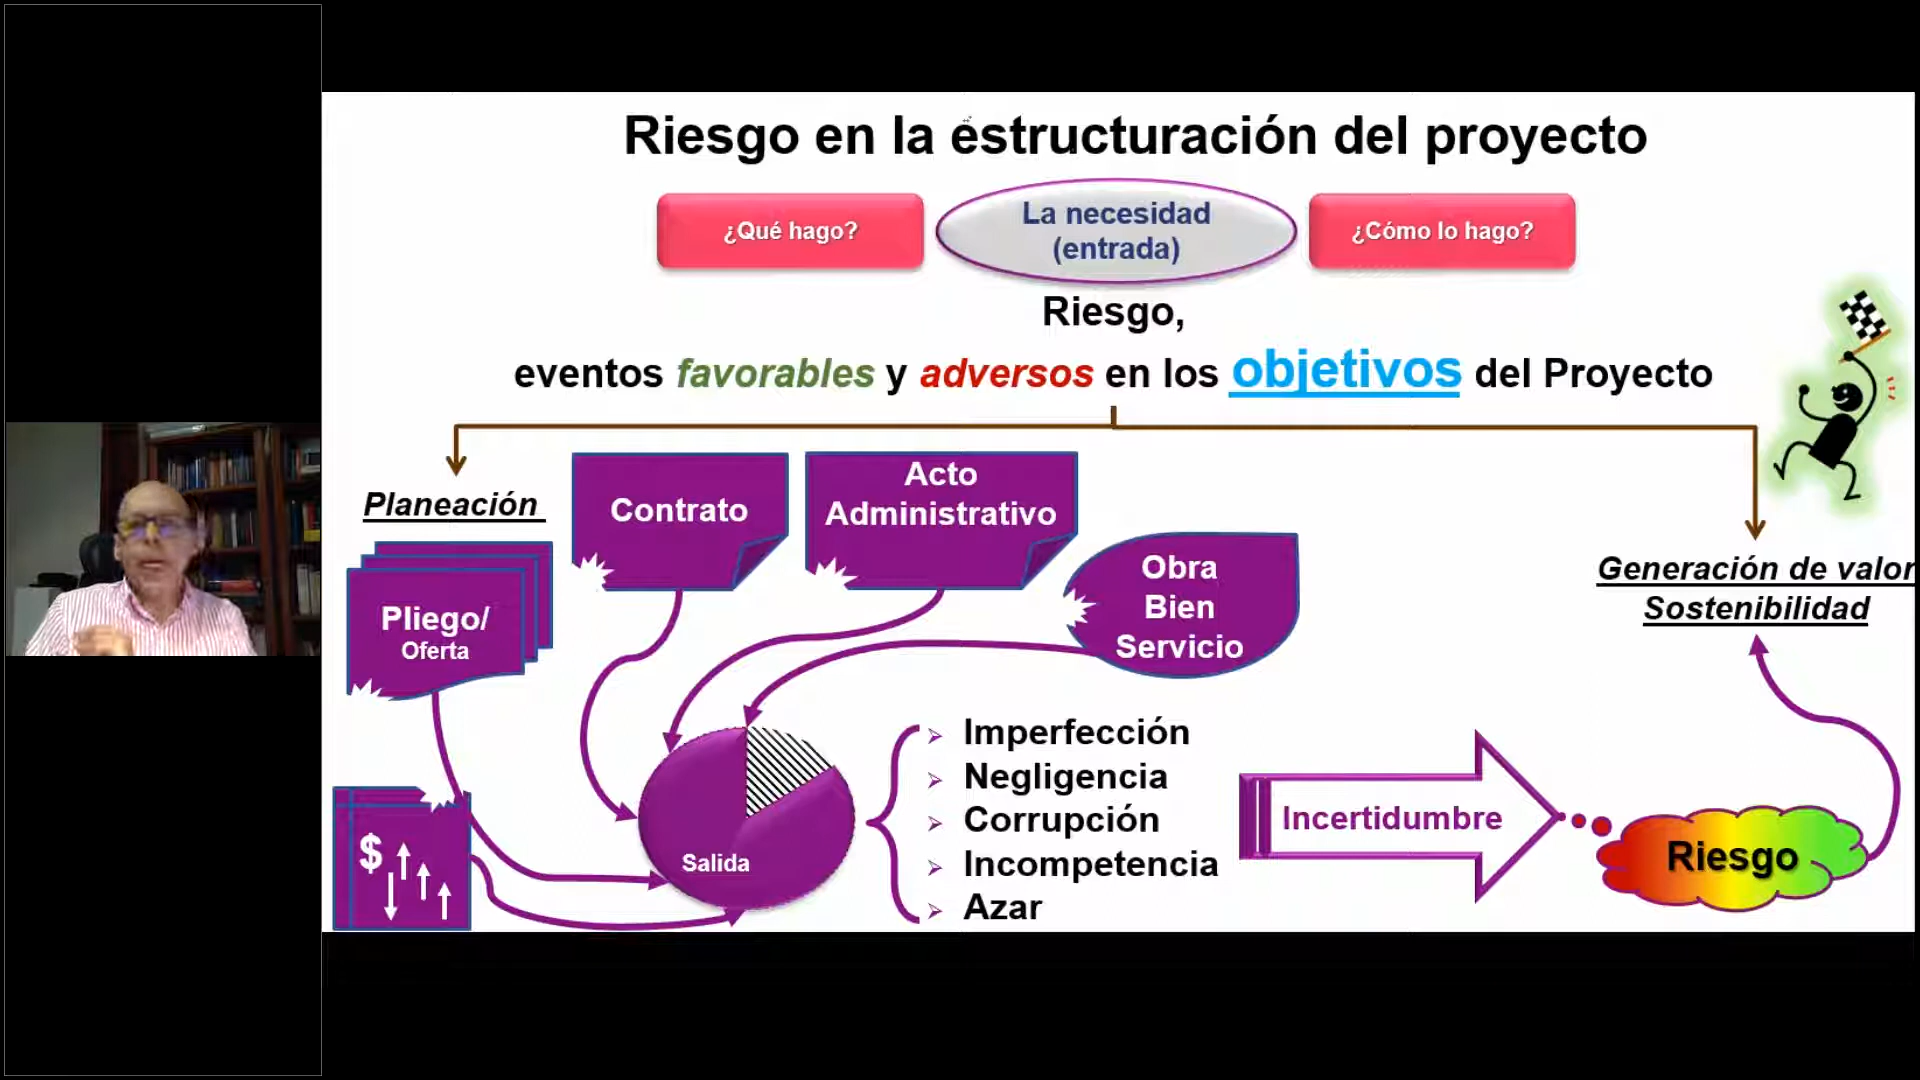 Riesgo en la estructuración del proyecto
¿Qué hago?
La necesidad
(entrada)
¿Cómo lo hago?
Riesgo,
eventos favorables y adversos en los objetivos del Proyecto
Planeación
Contrato
Acto
Administrativo
Obra
Bien
Servicio
Generación de valor
Sostenibilidad
Pliego/
Oferta
$
Salida
Imperfección
Negligencia
Corrupción
Incompetencia
Azar
Incertidumbre
Riesgo